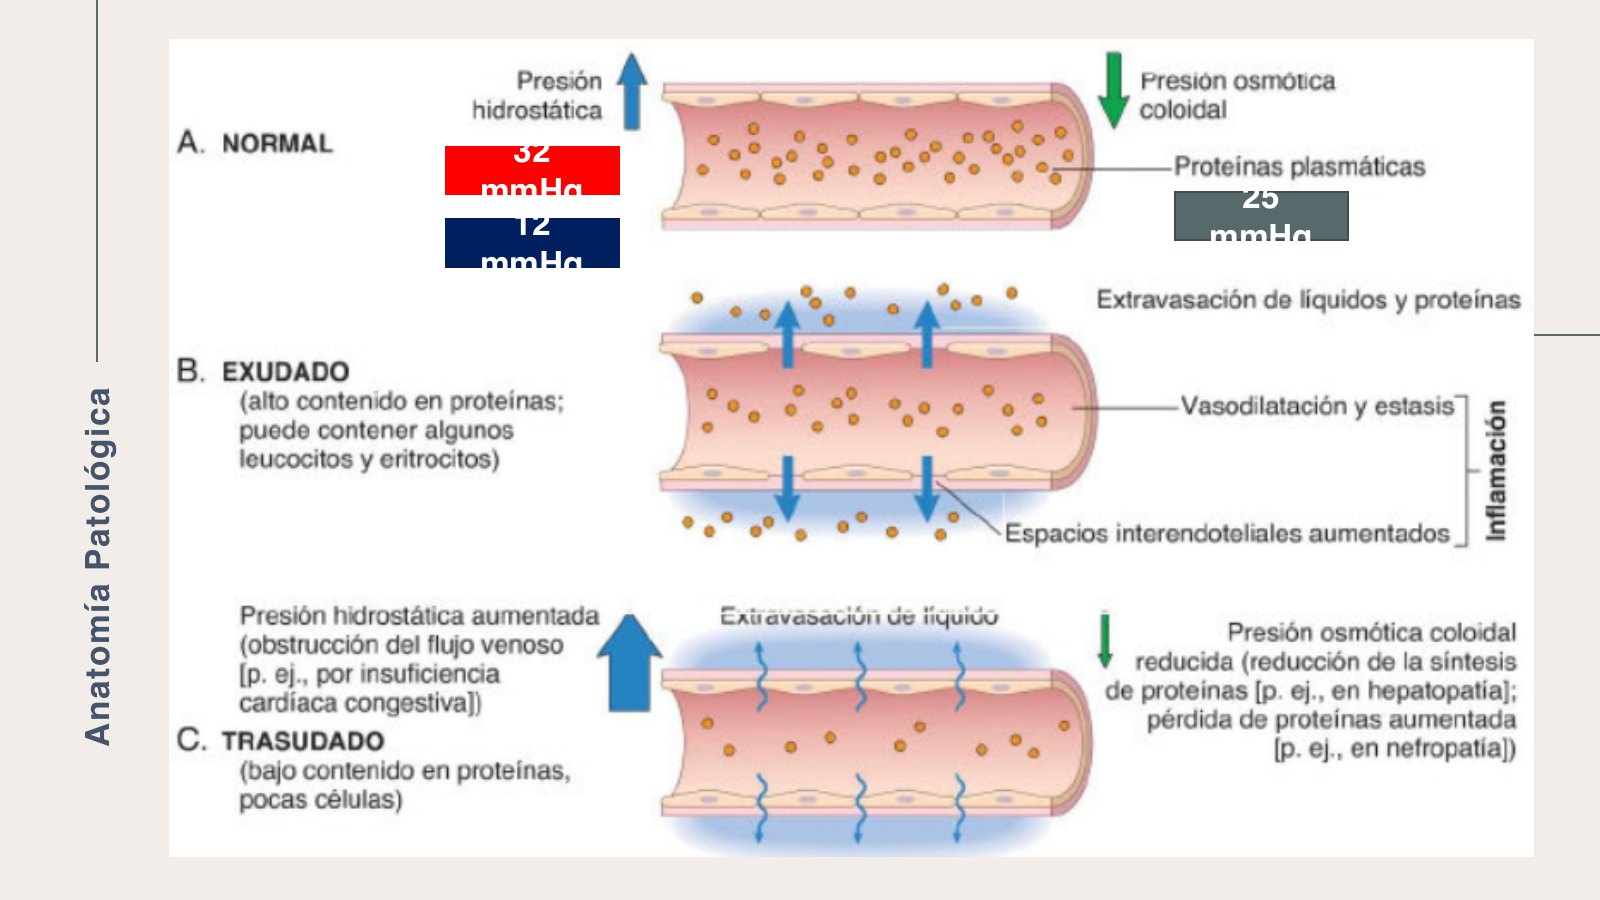 Anatomía Patológica
Presión
hidrostática
Presión osmótica
coloidal
A. NORMAL
32
mmHg
12
mmHg
Proteínas plasmáticas
25
mmHg
Extravasación de líquidos y proteínas
B. EXUDADO
(alto contenido en proteínas;
puede contener algunos
leucocitos y eritrocitos)
Vasodilatación y estasis
Espacios interendoteliales aumentados
Inflamación
Presión hidrostática aumentada
(obstrucción del flujo venoso
[p. ej., por insuficiencia
cardíaca congestiva])
Extravasación de líquido
Presión osmótica coloidal
reducida (reducción de la síntesis
de proteínas [p. ej., en hepatopatía];
pérdida de proteínas aumentada
[p. ej., en nefropatía])
C. TRASUDADO
(bajo contenido en proteínas,
pocas células)